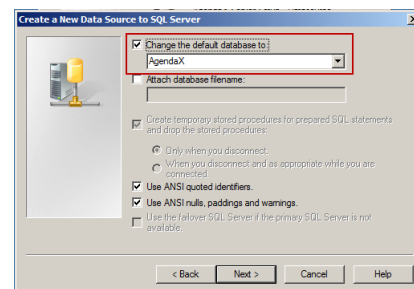 Create a New Data Source to SQL Server
Change the default database to:
AgendaX
Attach database filename:
Create temporary stored procedures for prepared SQL statements
and drop the stored procedures:
Only when you disconnect.
When you disconnect and as appropriate while you are
connected.
Use ANSI quoted identifiers.
Use ANSI nulls, paddings and warnings.
Use the failover SQL Server if the primary SQL Server is not
available.
< Back
Next >
Cancel
Help